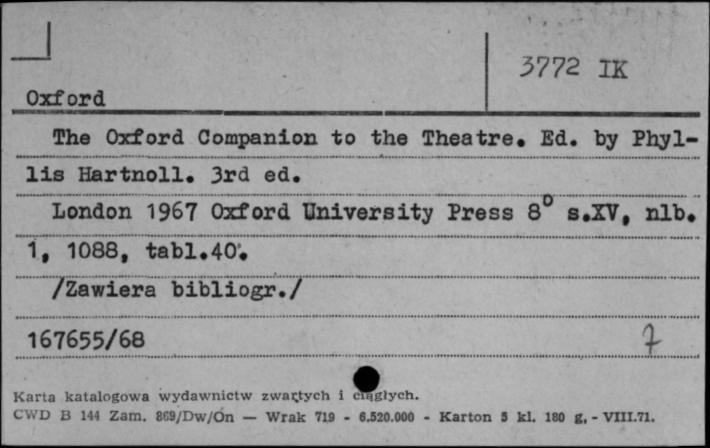 3772 IK
Oxford
The Oxford Companion to the Theatre. Ed. by Phyl-
lis Hartnoll. 3rd ed.
London 1967 Oxford University Press 8° s.XV, nlb.
1, 1088, tabl.40.
/Zawiera bibliogr./
167655/68 7
Karta katalogowa wydawnictw zwartych i ciągłych.
CWD B 144 Zam. 869/Dw/On — Wrak 719 - 6.520.000 - Karton 5 kl. 180 g, - VIII.71.